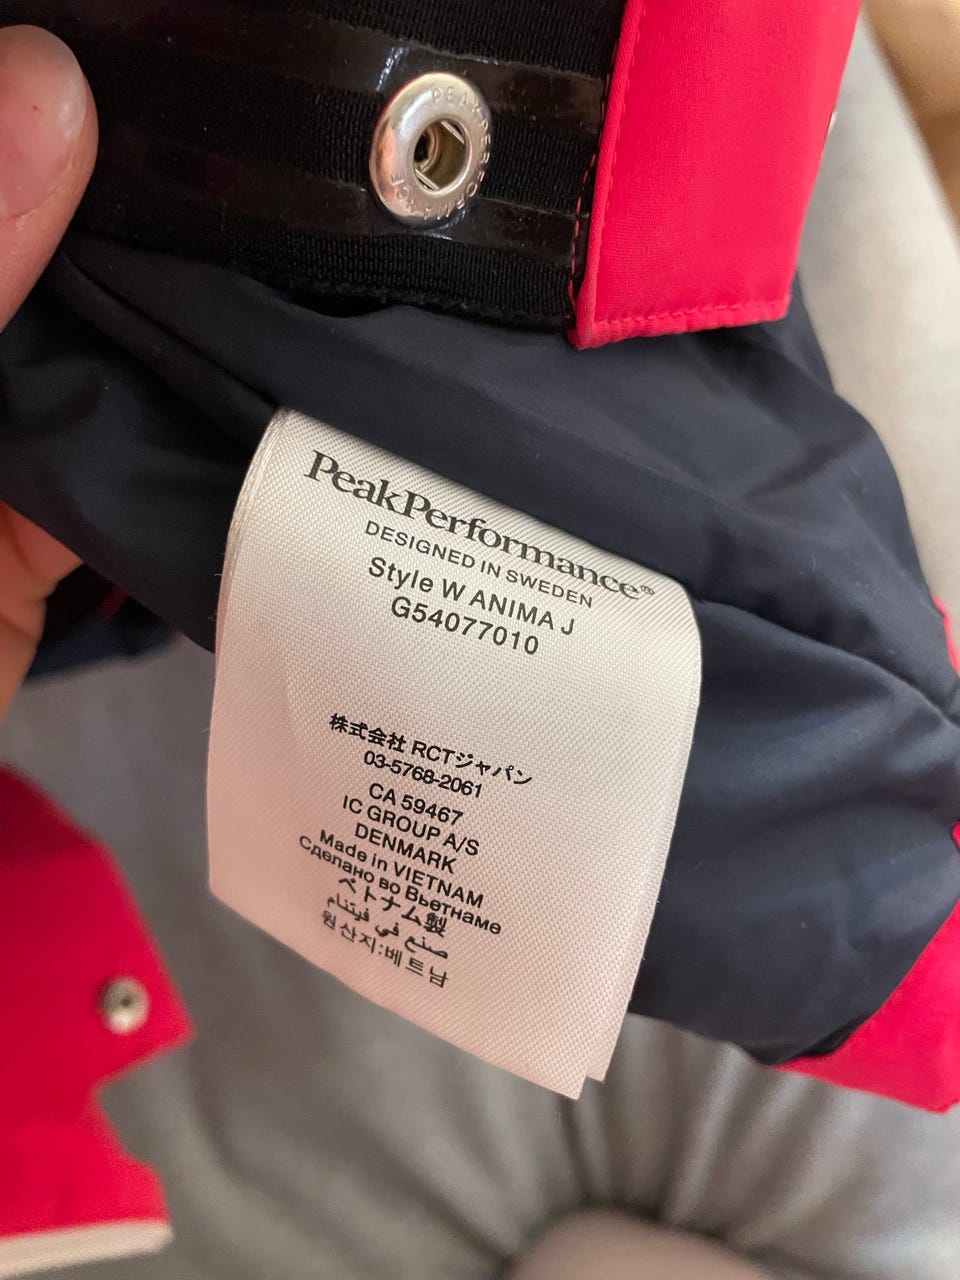 PEAK PERFORMANCE
PeakPerformance®
DESIGNED IN SWEDEN
Style W ANIMA J
G54077010
株式会社 RCTジャパン
03-5768-2061
CA 59467
IC GROUP A/S
DENMARK
Made in VIETNAM
Сделано во Вьетнаме
ベトナム製
صنع في فيتنام
원산지:베트남